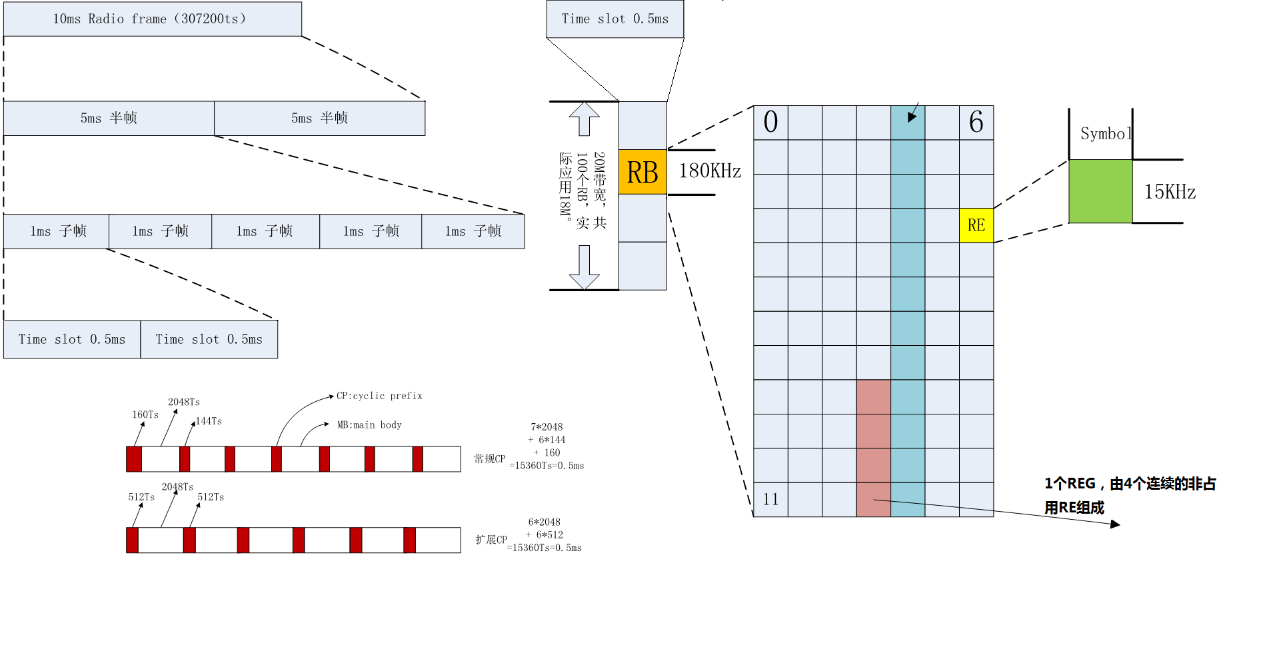 10ms Radio frame（307200ts）
5ms 半帧
5ms 半帧
1ms 子帧
1ms 子帧
1ms 子帧
1ms 子帧
1ms 子帧
Time slot 0.5ms
Time slot 0.5ms
Time slot 0.5ms
20M带宽，共
100个RB，实
际应用18M。
RB
180KHz
0
6
11
RE
Symbol
15KHz
1个REG，由4个连续的非占
用RE组成
CP:cyclic prefix
MB:main body
160Ts
2048Ts
144Ts
常规CP
7*2048
+ 6*144
+ 160
=15360Ts=0.5ms
512Ts
2048Ts
512Ts
扩展CP
6*2048
+ 6*512
=15360Ts=0.5ms